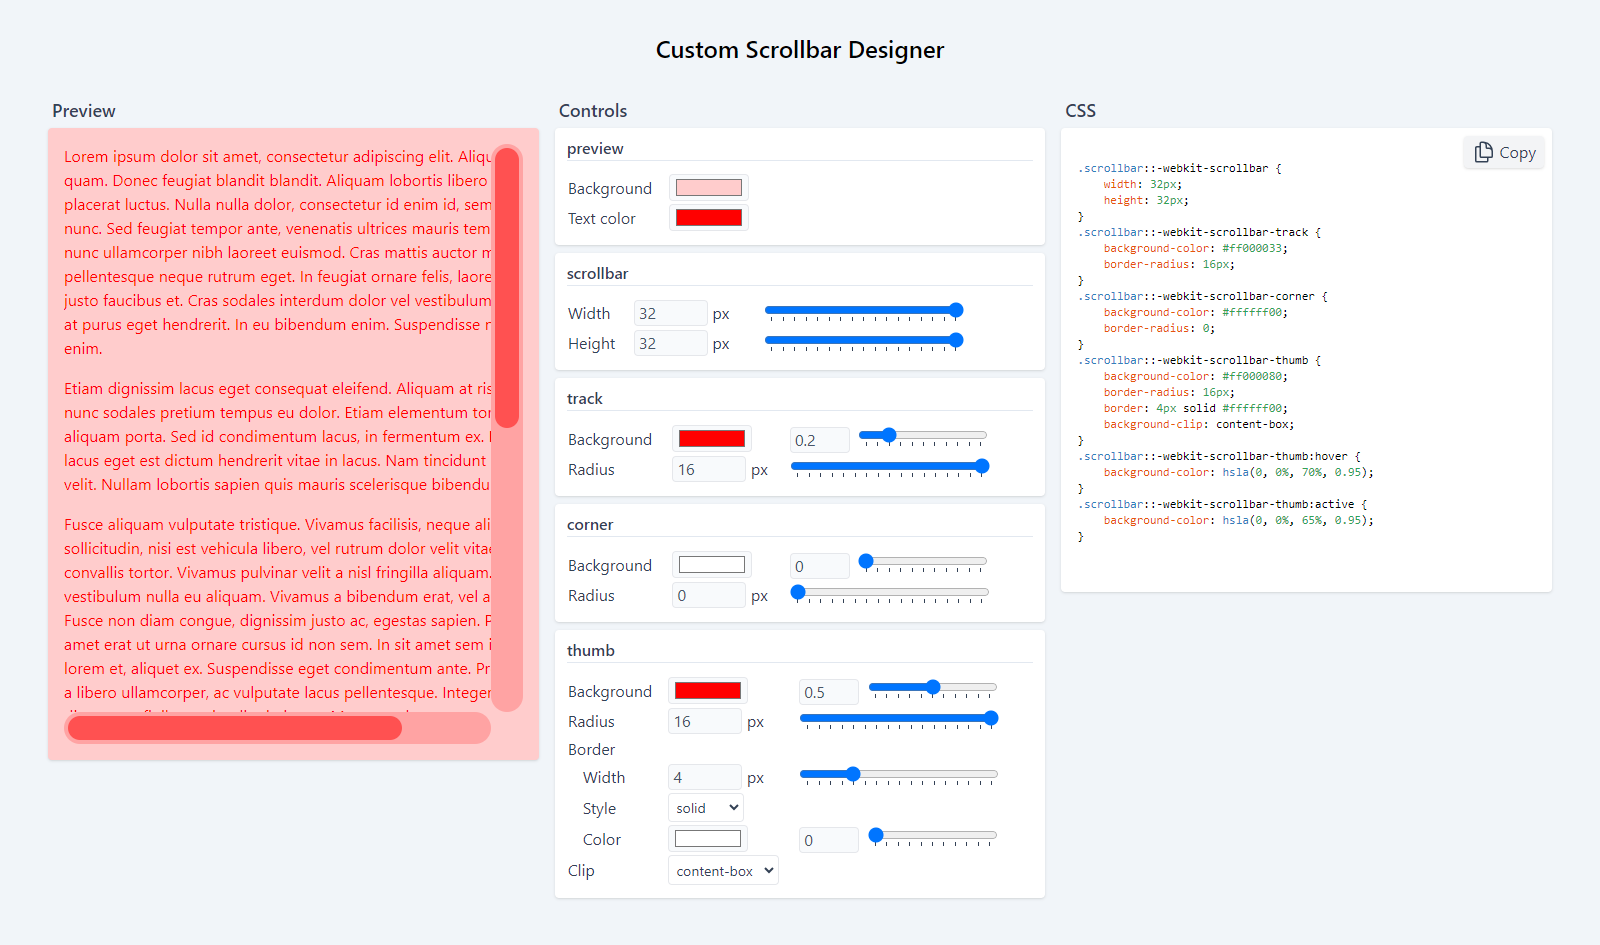 Custom Scrollbar Designer
Preview
Lorem ipsum dolor sit amet, consectetur adipiscing elit. Aliqu
quam. Donec feugiat blandit blandit. Aliquam lobortis libero
placerat luctus. Nulla nulla dolor, consectetur id enim id, sem
nunc. Sed feugiat tempor ante, venenatis ultrices mauris tem
nunc ullamcorper nibh laoreet euismod. Cras mattis auctor m
pellentesque neque rutrum eget. In feugiat ornare felis, laore
justo faucibus et. Cras sodales interdum dolor vel vestibulum
at purus eget hendrerit. In eu bibendum enim. Suspendisse
enim.
Etiam dignissim lacus eget consequat eleifend. Aliquam at ris
nunc sodales pretium tempus eu dolor. Etiam elementum tor
aliquam porta. Sed id condimentum lacus, in fermentum ex.
lacus eget est dictum hendrerit vitae in lacus. Nam tincidunt
velit. Nullam lobortis sapien quis mauris scelerisque bibendu
Fusce aliquam vulputate tristique. Vivamus facilisis, neque ali
sollicitudin, nisi est vehicula libero, vel rutrum dolor velit vitae
convallis tortor. Vivamus pulvinar velit a nisl fringilla aliquam.
vestibulum nulla eu aliquam. Vivamus a bibendum erat, vel a
Fusce non diam congue, dignissim justo ac, egestas sapien. P
amet erat ut urna ornare cursus id non sem. In sit amet sem i
lorem et, aliquet ex. Suspendisse eget condimentum ante. Pr
a libero ullamcorper, ac vulputate lacus pellentesque. Integer
Controls
preview
Background
Text color
scrollbar
Width 32 px
Height 32 px
track
Background 0.2
Radius 16 px
corner
Background 0
Radius 0 px
thumb
Background 0.5
Radius 16 px
Border
Width 4 px
Style solid
Color 0
Clip content-box
CSS
Copy
.scrollbar::-webkit-scrollbar {
    width: 32px;
    height: 32px;
}
.scrollbar::-webkit-scrollbar-track {
    background-color: #ff000033;
    border-radius: 16px;
}
.scrollbar::-webkit-scrollbar-corner {
    background-color: #ffffff00;
    border-radius: 0;
}
.scrollbar::-webkit-scrollbar-thumb {
    background-color: #ff000080;
    border-radius: 16px;
    border: 4px solid #ffffff00;
    background-clip: content-box;
}
.scrollbar::-webkit-scrollbar-thumb:hover {
    background-color: hsla(0, 0%, 70%, 0.95);
}
.scrollbar::-webkit-scrollbar-thumb:active {
    background-color: hsla(0, 0%, 65%, 0.95);
}